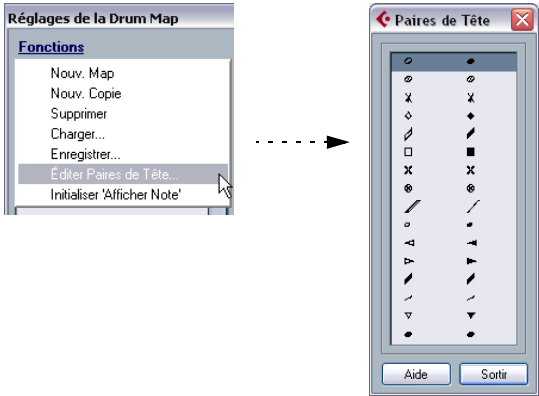 Réglages de la Drum Map
Fonctions
Nouv. Map
Nouv. Copie
Supprimer
Charger...
Enregistrer...
Éditer Paires de Tête...
Initialiser 'Afficher Note'
Paires de Tête
Aide
Sortir